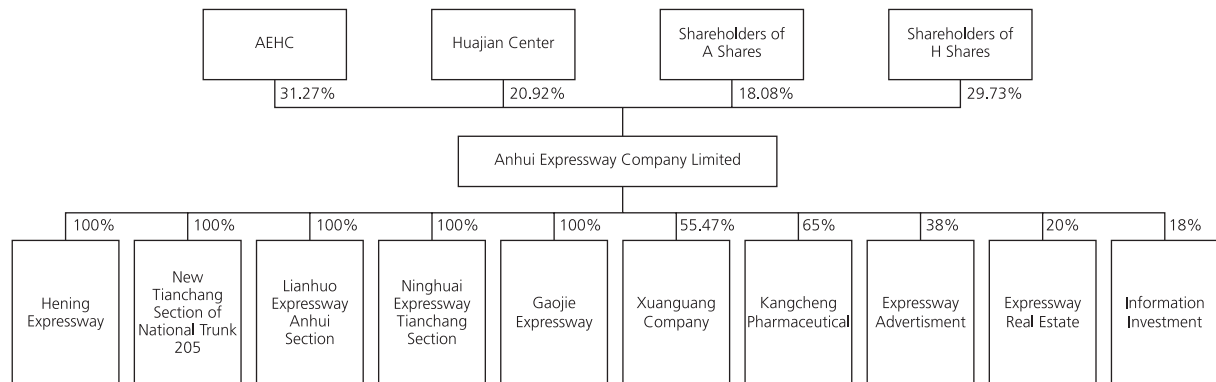 AEHC
Huajian Center
Shareholders of
A Shares
Shareholders of
H Shares
31.27%
20.92%
18.08%
29.73%
Anhui Expressway Company Limited
100%
100%
100%
100%
100%
55.47%
65%
38%
20%
18%
Hening
Expressway
New
Tianchang
Section of
National Trunk
205
Lianhuo
Expressway
Anhui
Section
Ninghuai
Expressway
Tianchang
Section
Gaojie
Expressway
Xuanguang
Company
Kangcheng
Pharmaceutical
Expressway
Advertisment
Expressway
Real Estate
Information
Investment